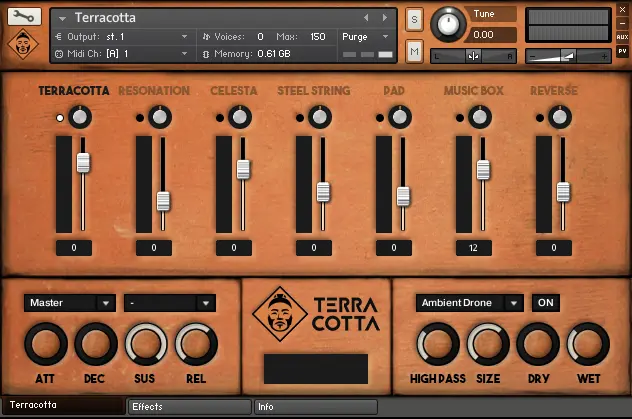 Terracotta
Output: st. 1
Voices: 0 Max: 150
Purge
Midi Ch: [A] 1
Memory: 0.61 GB
S
M
Tune
0.00
L R
AUX
PV
TERRACOTTA RESONATION CELESTA STEEL STRING PAD MUSIC BOX REVERSE
0 0 0 0 0 12 0
Master
-
ATT DEC SUS REL
TERRA
COTTA
Ambient Drone
ON
HIGH PASS SIZE DRY WET
Terracotta Effects Info